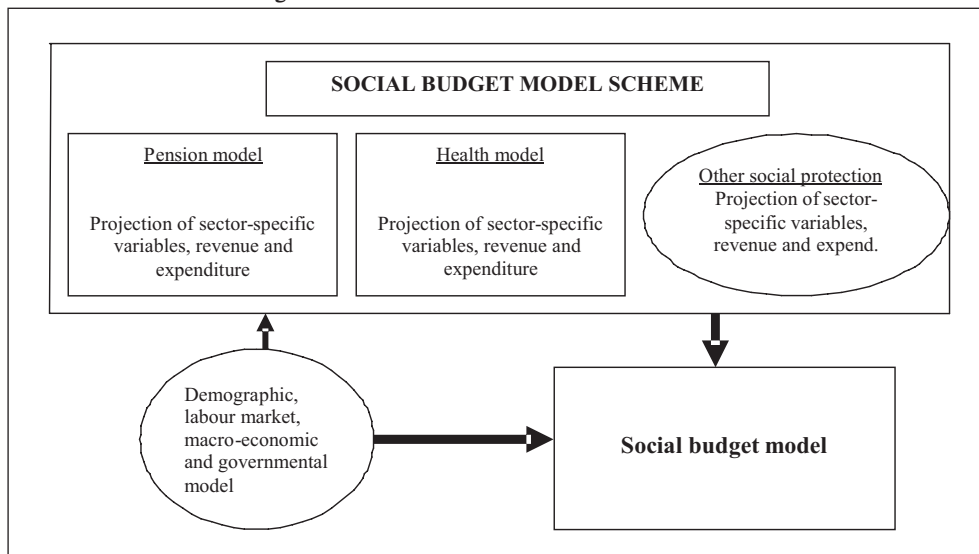 SOCIAL BUDGET MODEL SCHEME
Pension model
Projection of sector-specific
variables, revenue and
expenditure
Health model
Projection of sector-specific
variables, revenue and
expenditure
Other social protection
Projection of sector-
specific variables,
revenue and expend.
Demographic,
labour market,
macro-economic
and governmental
model
Social budget model